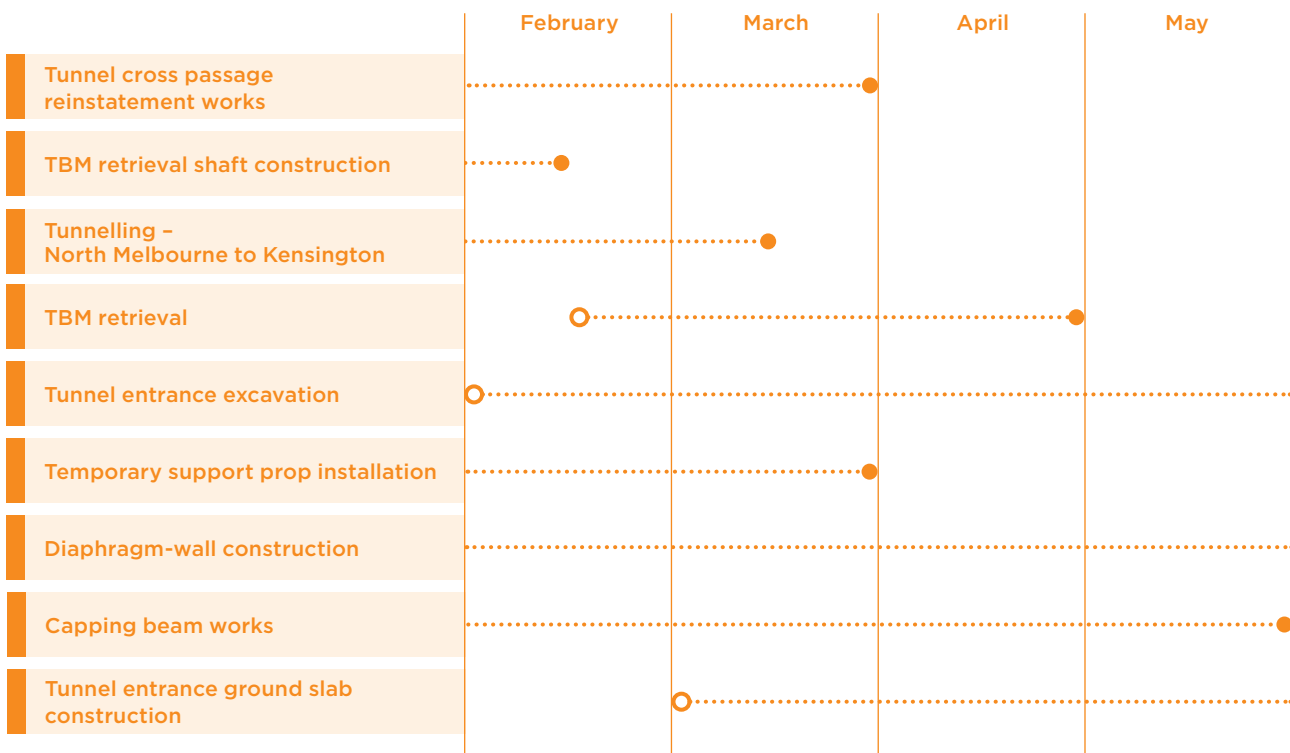 February March April May
Tunnel cross passage
reinstatement works
TBM retrieval shaft construction
Tunnelling –
North Melbourne to Kensington
TBM retrieval
Tunnel entrance excavation
Temporary support prop installation
Diaphragm-wall construction
Capping beam works
Tunnel entrance ground slab
construction